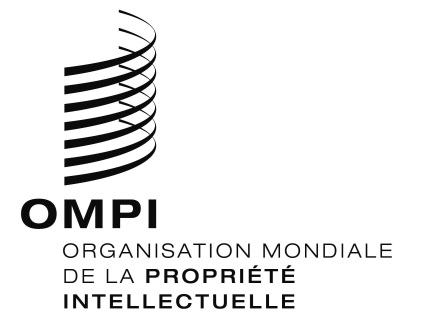 OMPI
ORGANISATION MONDIALE
DE LA PROPRIÉTÉ
INTELLECTUELLE